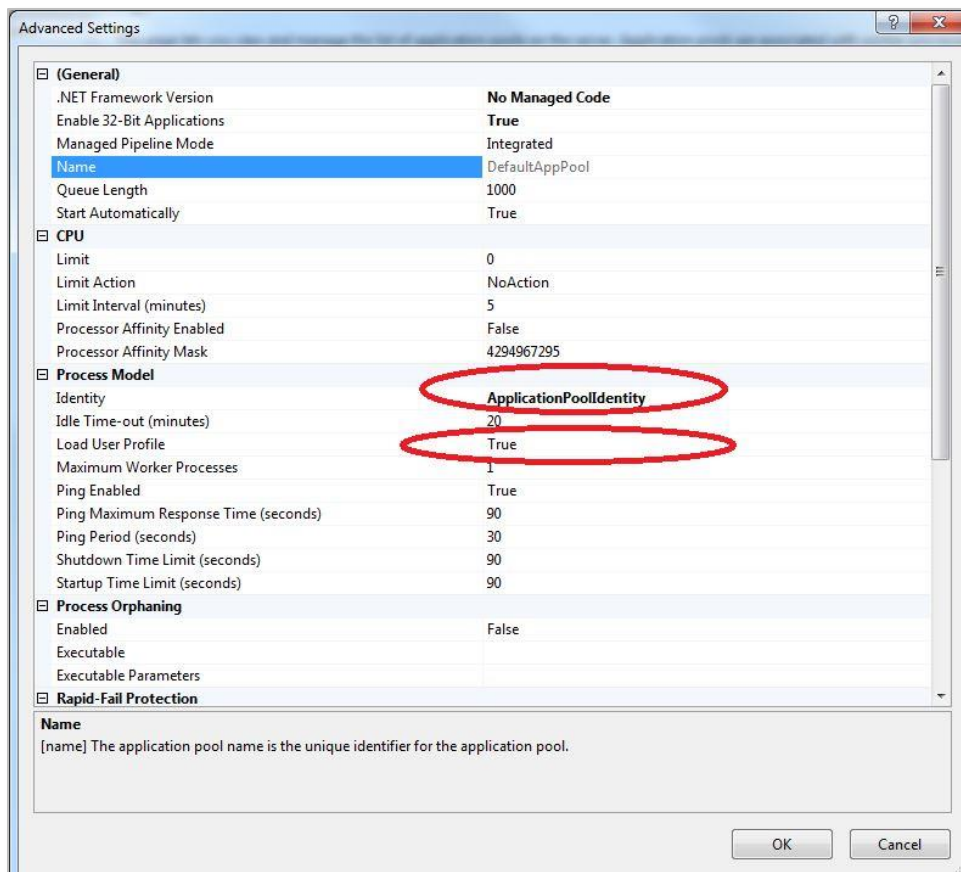 Advanced Settings
(General)
.NET Framework Version No Managed Code
Enable 32-Bit Applications True
Managed Pipeline Mode Integrated
Name DefaultAppPool
Queue Length 1000
Start Automatically True
CPU
Limit 0
Limit Action NoAction
Limit Interval (minutes) 5
Processor Affinity Enabled False
Processor Affinity Mask 4294967295
Process Model
Identity ApplicationPoolIdentity
Idle Time-out (minutes) 20
Load User Profile True
Maximum Worker Processes 1
Ping Enabled True
Ping Maximum Response Time (seconds) 90
Ping Period (seconds) 30
Shutdown Time Limit (seconds) 90
Startup Time Limit (seconds) 90
Process Orphaning
Enabled False
Executable
Executable Parameters
Rapid-Fail Protection
Name
[name] The application pool name is the unique identifier for the application pool.
OK Cancel